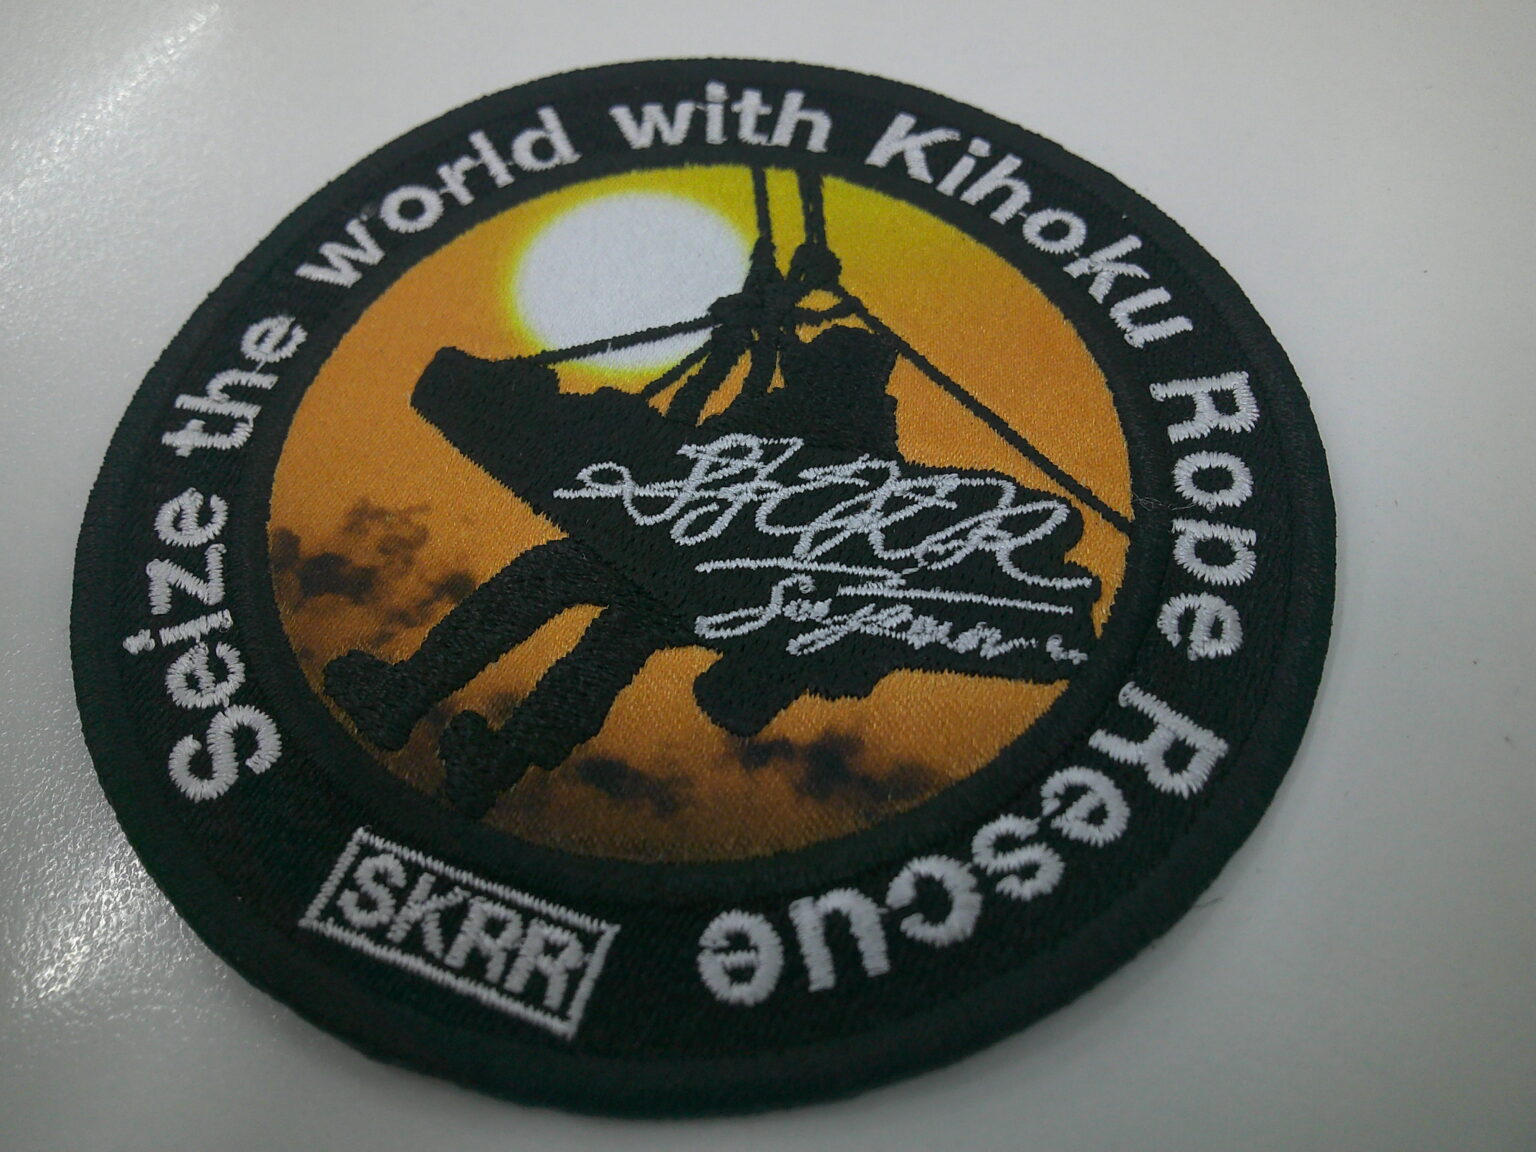 Seize the world with Kihoku Rope Rescue
SKRR